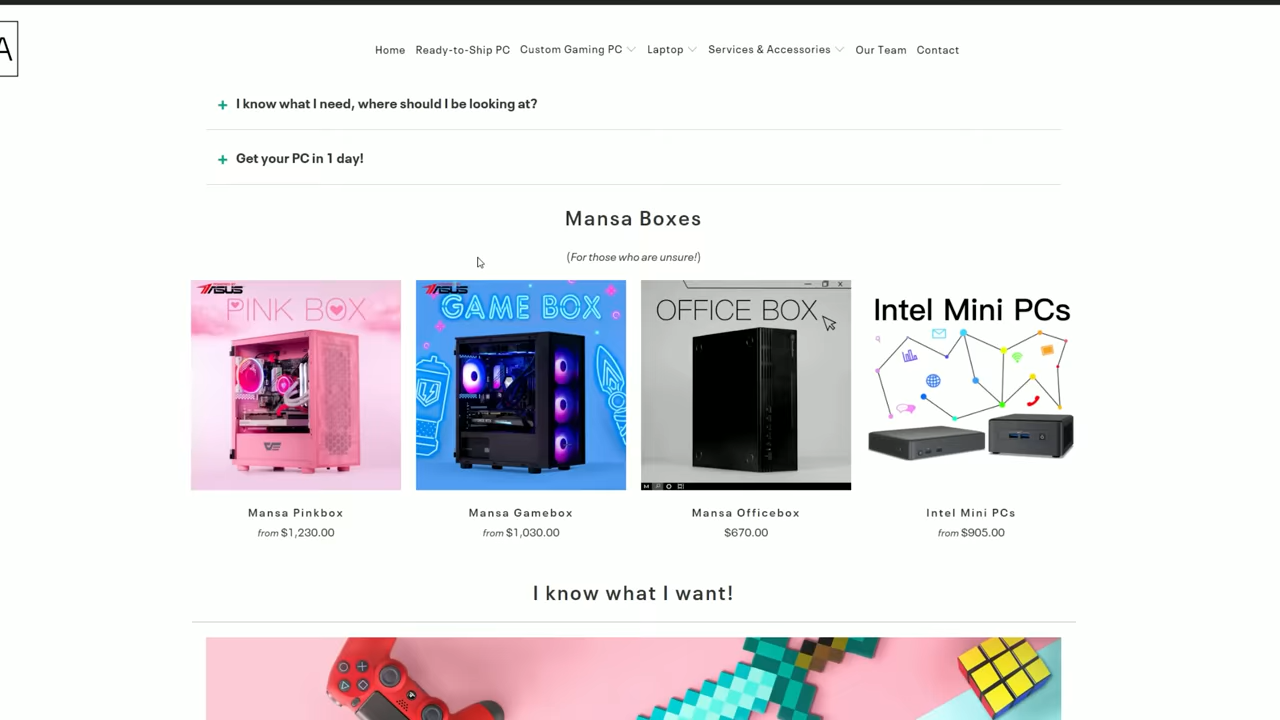 A
Home Ready-to-Ship PC Custom Gaming PC Laptop Services & Accessories Our Team Contact
+ I know what I need, where should I be looking at?
+ Get your PC in 1 day!
Mansa Boxes
(For those who are unsure!)
ASUS
PINK BOX
ASUS
GAME BOX
OFFICE BOX
Intel Mini PCs
Mansa Pinkbox
from $1,230.00
Mansa Gamebox
from $1,030.00
Mansa Officebox
$670.00
Intel Mini PCs
from $905.00
I know what I want!